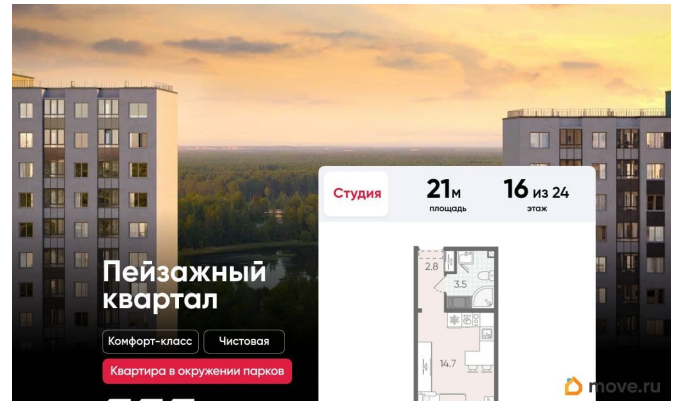 Студия
21м
площадь
16 из 24
этаж
2,8
3.5
Пейзажный
квартал
Комфорт-класс
Чистовая
14,7
Квартира в окружении парков
move.ru